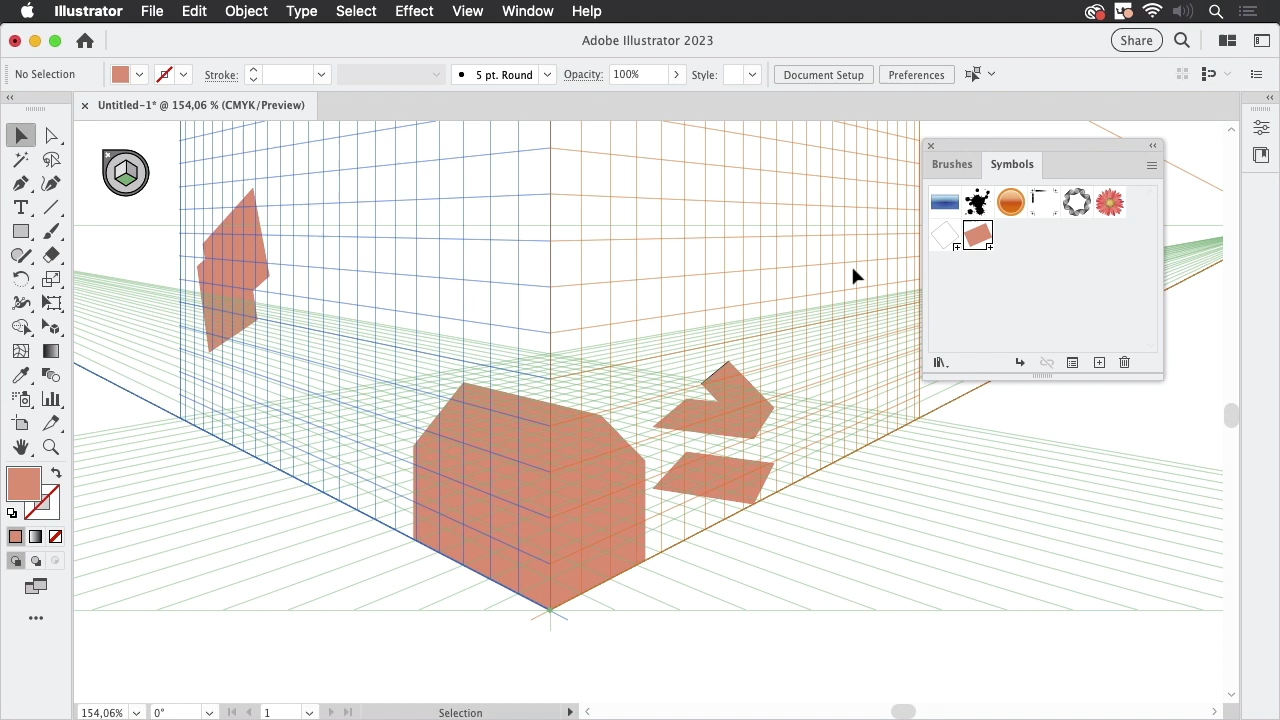 Illustrator File Edit Object Type Select Effect View Window Help
Adobe Illustrator 2023
Share
No Selection
Stroke:
5 pt. Round
Opacity:
100%
Style:
Document Setup
Preferences
Untitled-1* @ 154,06 % (CMYK/Preview)
Brushes
Symbols
154,06%
0°
1
Selection